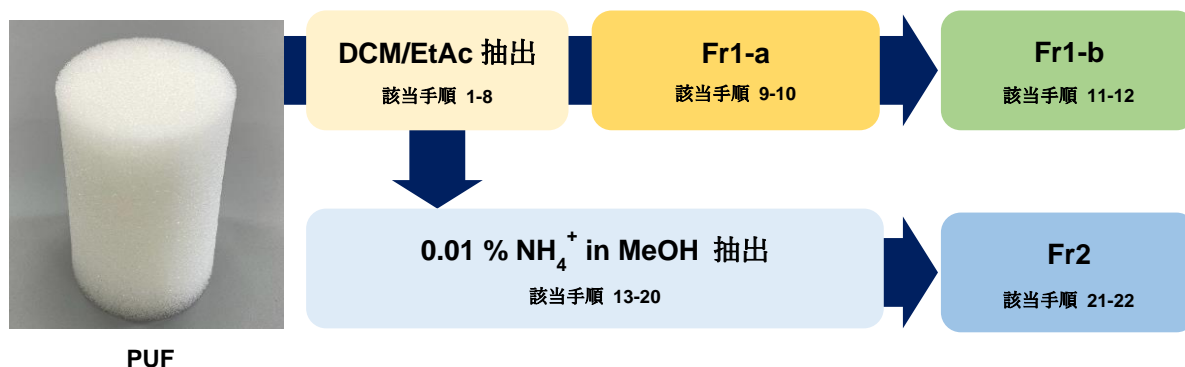 DCM/EtAc 抽出
該当手順 1-8
Fr1-a
該当手順 9-10
Fr1-b
該当手順 11-12
0.01 % NH₄⁺ in MeOH 抽出
該当手順 13-20
Fr2
該当手順 21-22
PUF